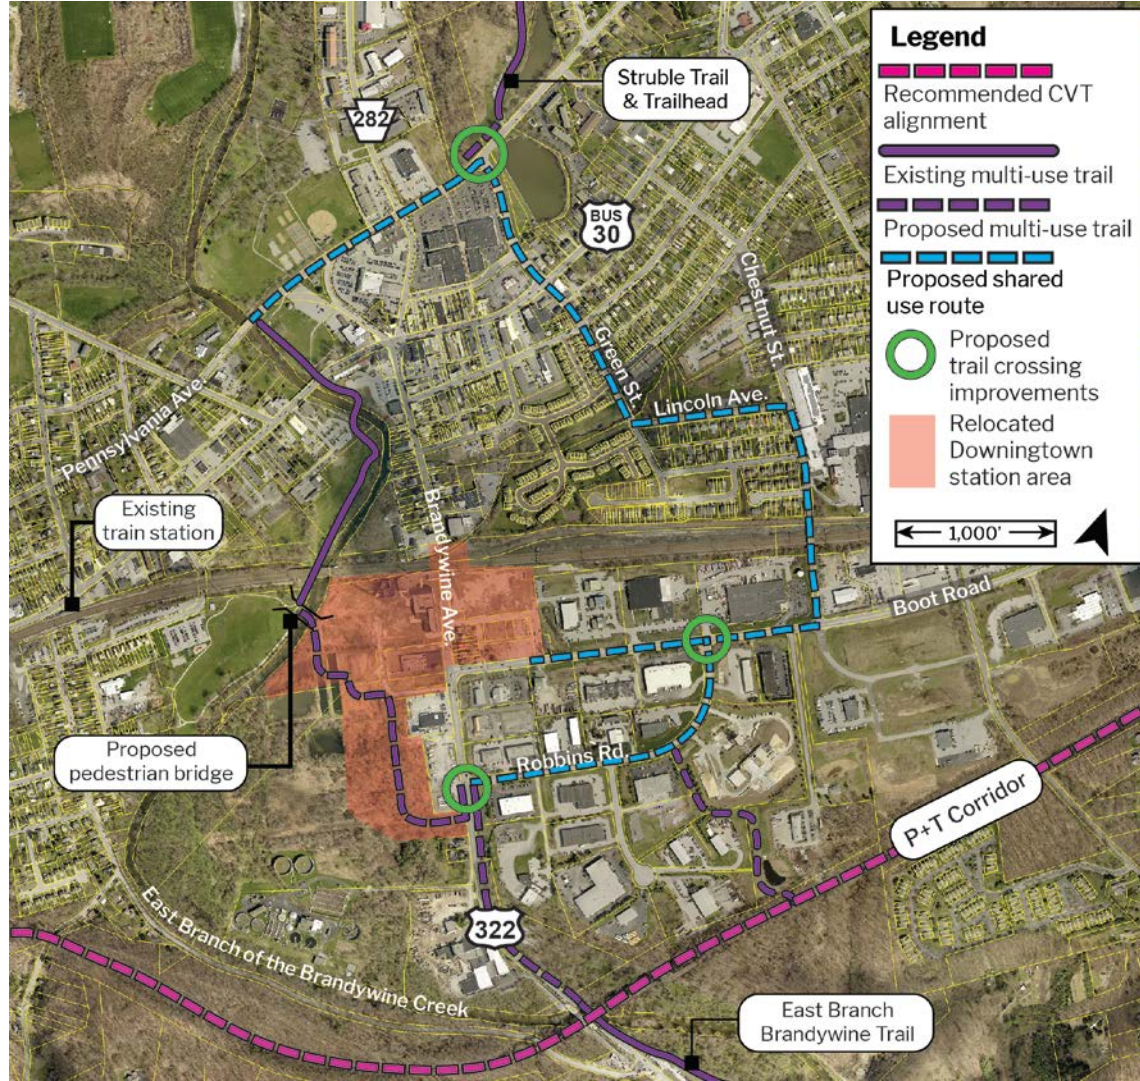 Legend
Recommended CVT
alignment
Existing multi-use trail
Proposed multi-use trail
Proposed shared
use route
Proposed
trail crossing
improvements
Relocated
Downingtown
station area
1,000'
Struble Trail
& Trailhead
282
BUS
30
Chestnut St.
Green St.
Lincoln Ave.
Pennsylvania Ave.
Existing
train station
Brandywine Ave.
Boot Road
Proposed
pedestrian bridge
Robbins Rd.
P+T Corridor
322
East Branch of the Brandywine Creek
East Branch
Brandywine Trail